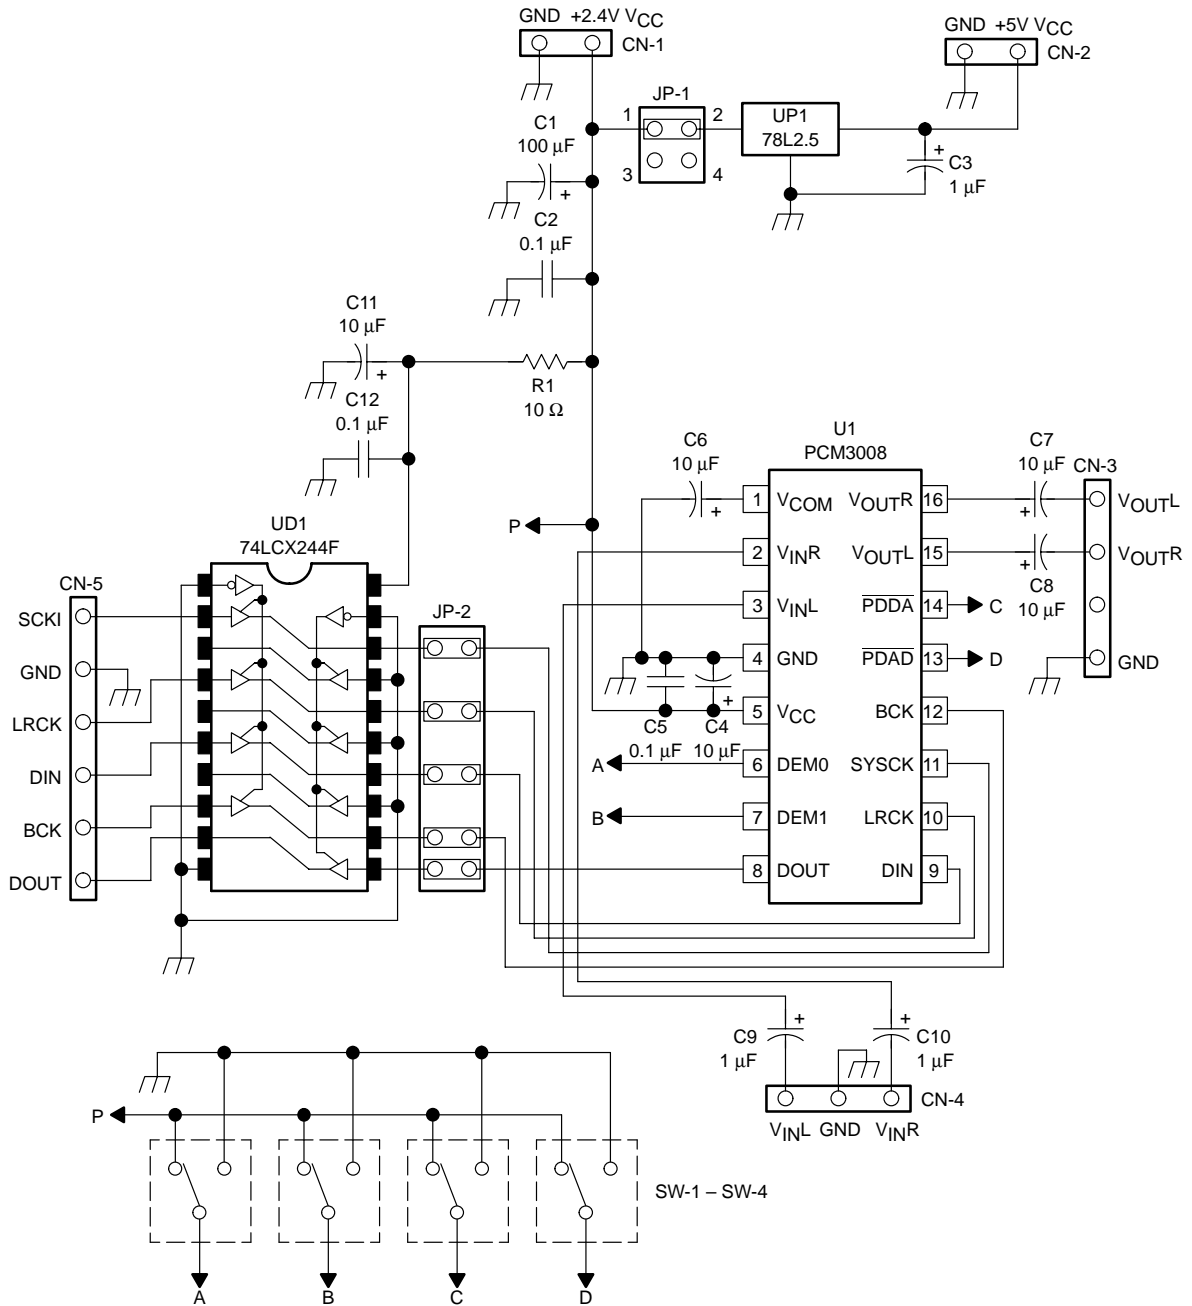 GND +2.4V VCC
CN-1
GND +5V VCC
CN-2
JP-1
1 2
3 4
UP1
78L2.5
C3
1 µF
C1
100 µF
+
+
C2
0.1 µF
C11
10 µF
+
C12
0.1 µF
R1
10 Ω
P
UD1
74LCX244F
CN-5
SCKI
GND
LRCK
DIN
BCK
DOUT
JP-2
C6
10 µF
+
U1
PCM3008
1 VCOM VOUTR 16
2 VINR VOUTL 15
3 VINL PDDA 14 C
4 GND PDAD 13 D
5 VCC BCK 12
6 DEM0 SYSCK 11
7 DEM1 LRCK 10
8 DOUT DIN 9
A
B
+
C5
0.1 µF
C4
10 µF
C7
10 µF
+
CN-3
VOUTL
VOUTR
+
C8
10 µF
GND
C9
1 µF
+
+
C10
1 µF
CN-4
VINL GND VINR
P
SW-1 – SW-4
A B C D